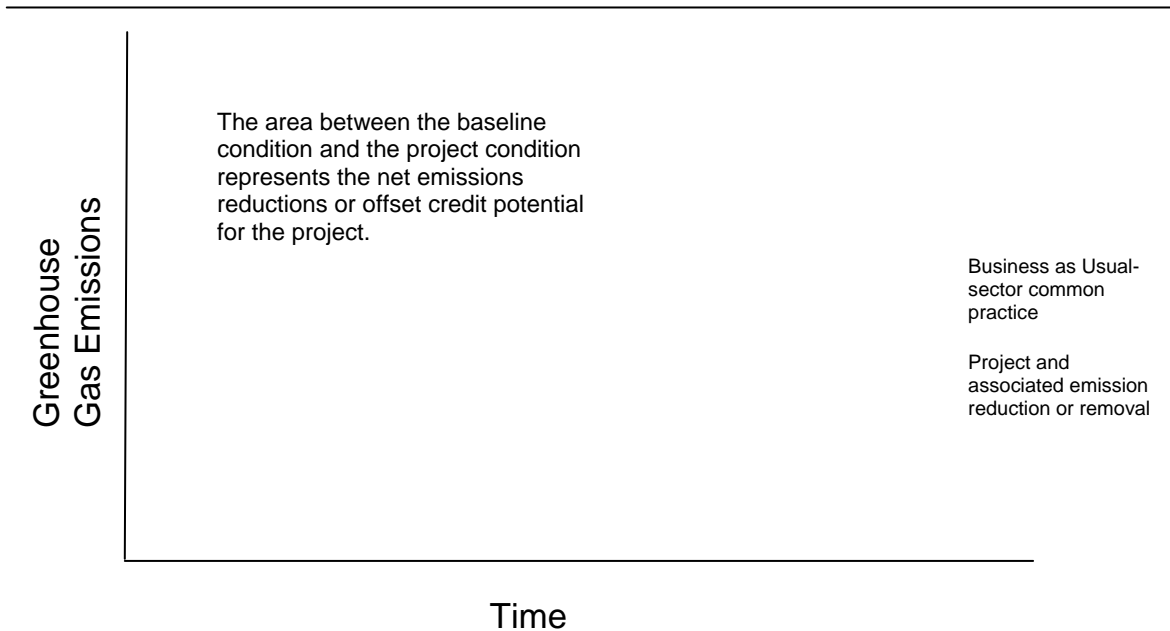 The area between the baseline
condition and the project condition
represents the net emissions
reductions or offset credit potential
for the project.
Greenhouse
Gas Emissions
Business as Usual-
sector common
practice
Project and
associated emission
reduction or removal
Time